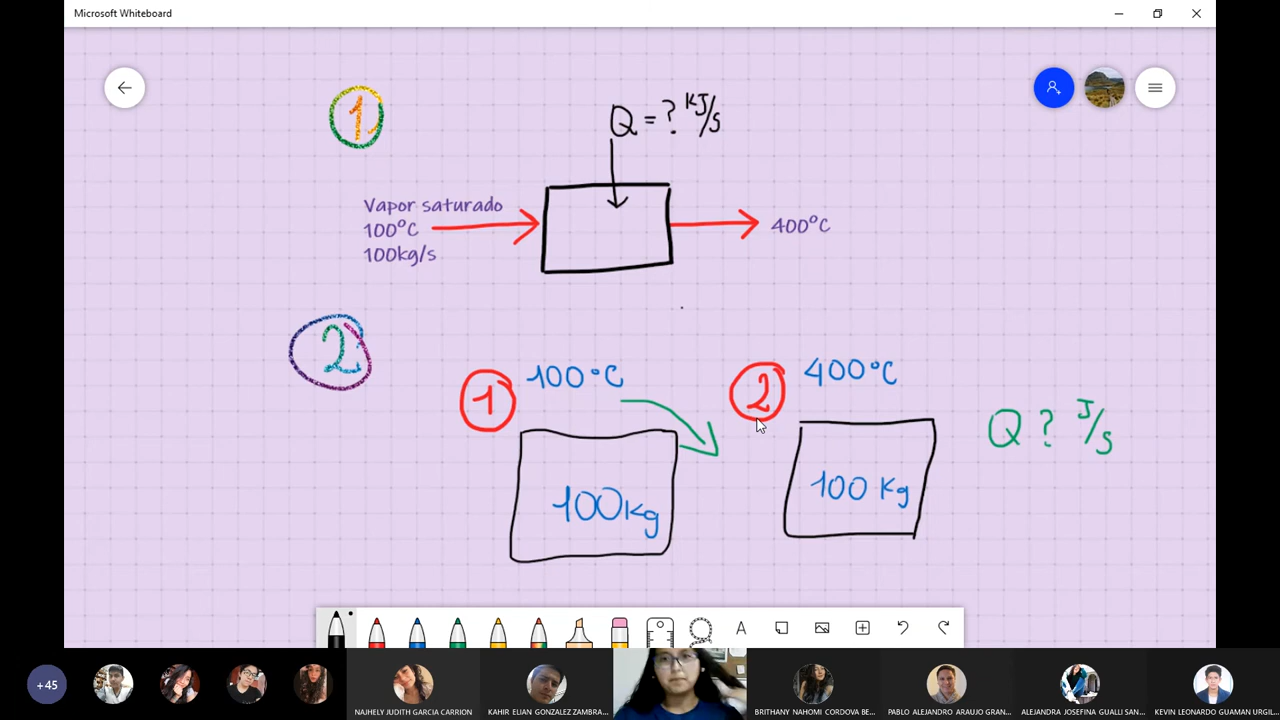 Microsoft Whiteboard
1
Q = ? KJ/s
Vapor saturado
100°C
100kg/s
400°C
2
1
100°C
2
400°C
Q ? J/s
100kg
100 Kg
A
+45
NAJHELY JUDITH GARCIA CARRION
KAHIR ELIAN GONZALEZ ZAMBRA...
BRITHANY NAHOMI CORDOVA BE...
PABLO ALEJANDRO ARAUJO GRAN...
ALEJANDRA JOSEFINA GUALLI SAN...
KEVIN LEONARDO GUAMAN URGIL...